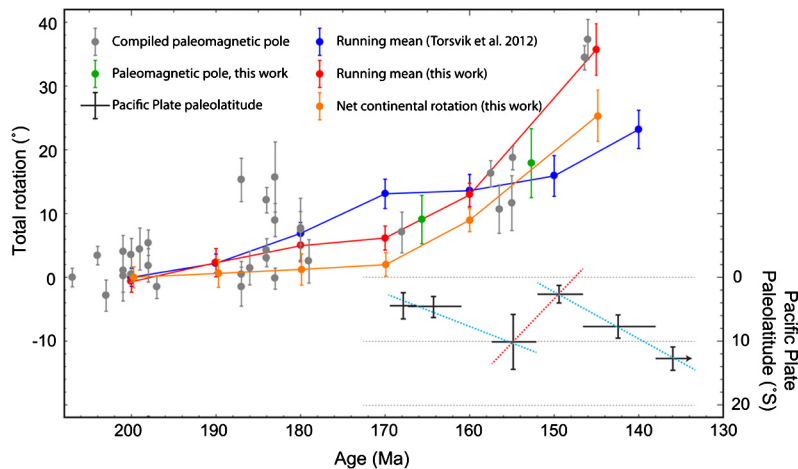 40
30
20
10
0
-10
Total rotation (°)
Compiled paleomagnetic pole
Paleomagnetic pole, this work
Pacific Plate paleolatitude
Running mean (Torsvik et al. 2012)
Running mean (this work)
Net continental rotation (this work)
0
10
20
Pacific Plate
Paleolatitude (°S)
200 190 180 170 160 150 140 130
Age (Ma)